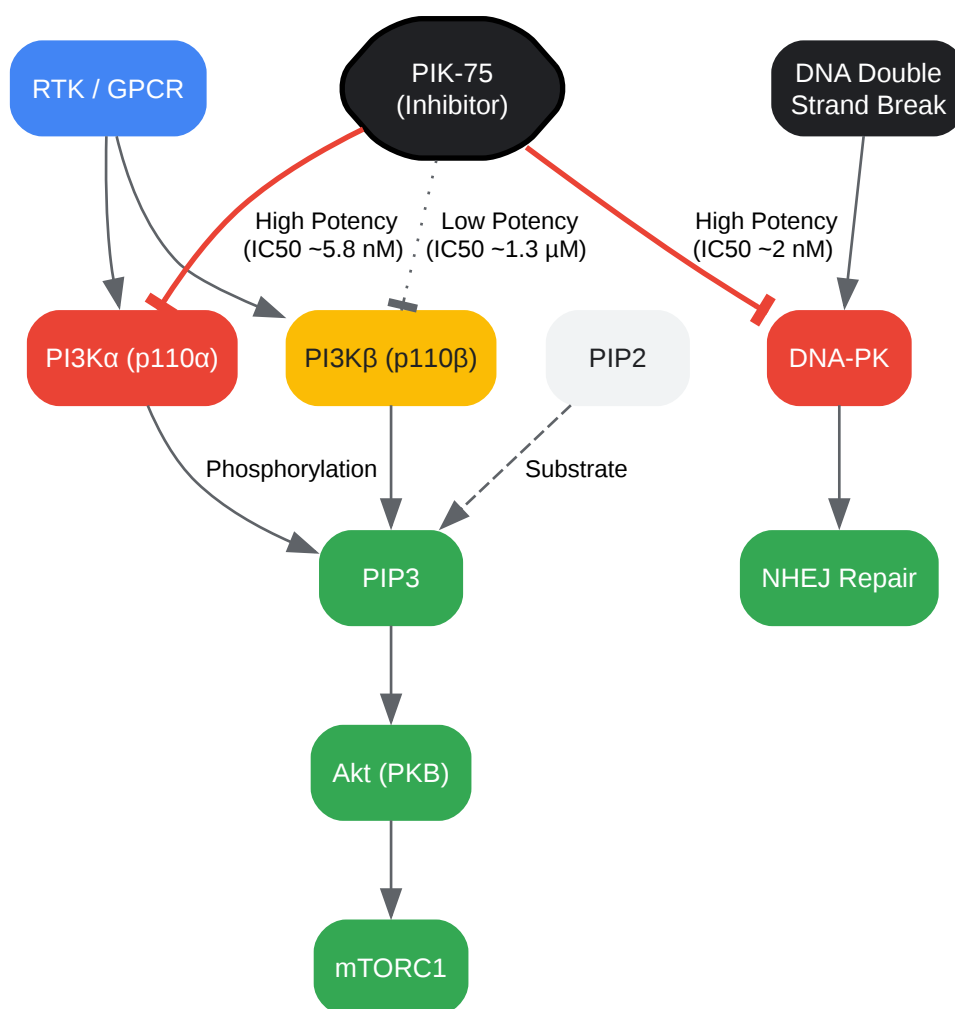 RTK / GPCR
PIK-75
(Inhibitor)
DNA Double
Strand Break
High Potency
(IC50 ~5.8 nM)
Low Potency
(IC50 ~1.3 µM)
High Potency
(IC50 ~2 nM)
PI3Kα (p110α)
PI3Kβ (p110β)
PIP2
DNA-PK
Phosphorylation
Substrate
PIP3
NHEJ Repair
Akt (PKB)
mTORC1